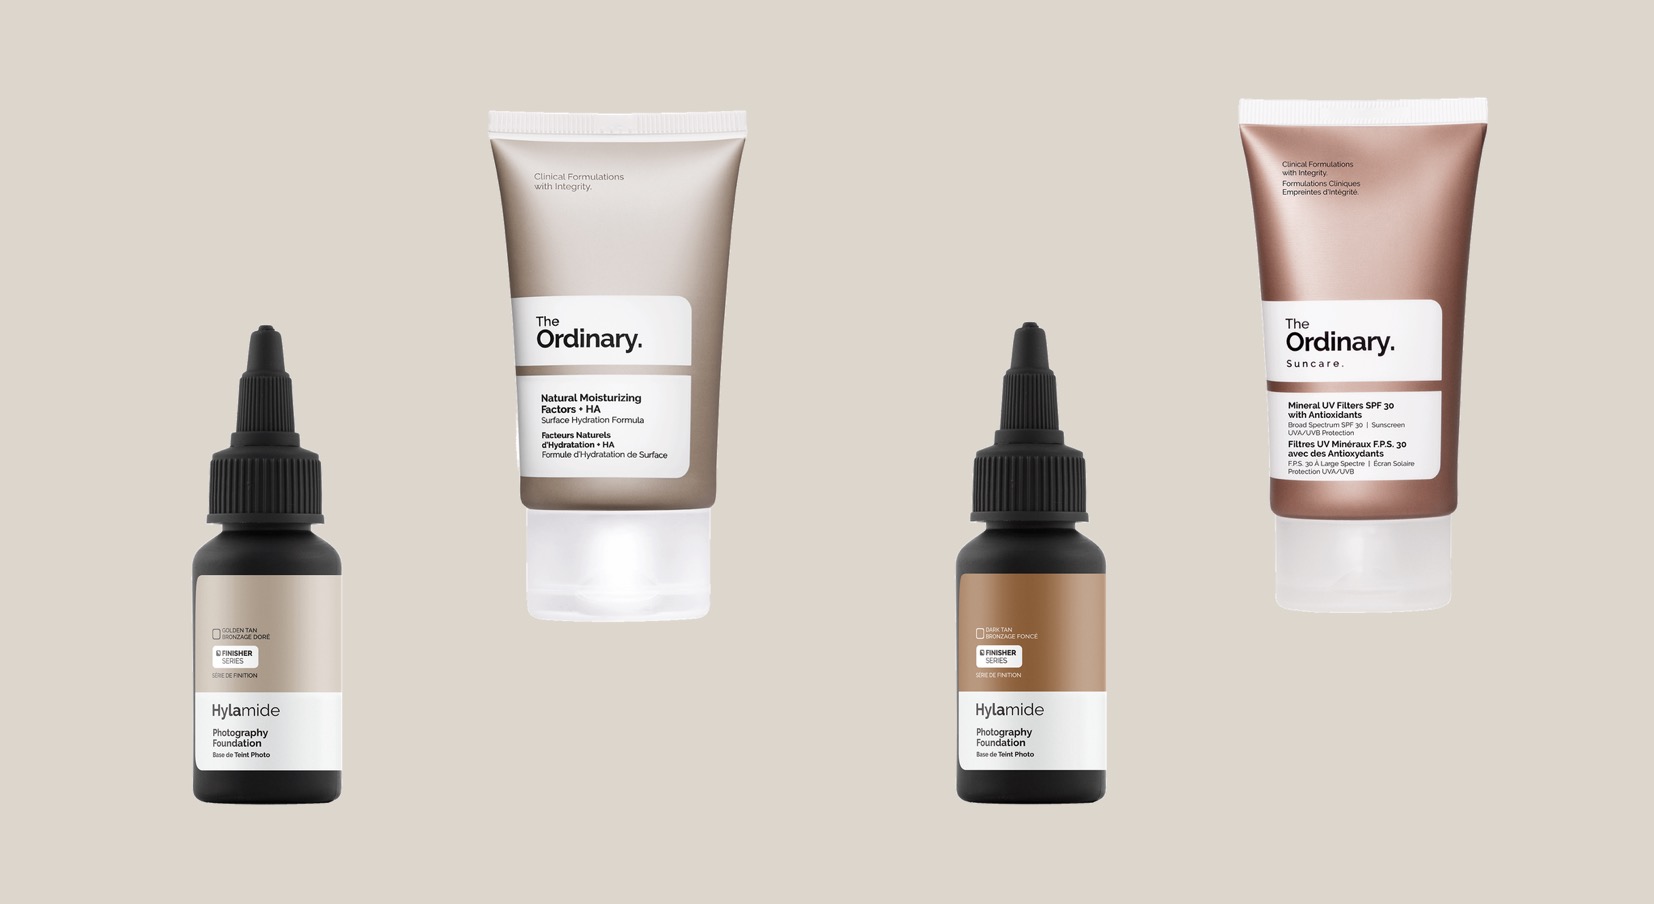 GOLDEN TAN
BRONZAGE DORÉ
FINISHER
SERIES
SÉRIE DE FINITION
Hylamide
Photography
Foundation
Base de Teint Photo
Clinical Formulations
with Integrity.
The
Ordinary.
Natural Moisturizing
Factors + HA
Surface Hydration Formula
Facteurs Naturels
d'Hydratation + HA
Formule d'Hydratation de Surface
DARK TAN
BRONZAGE FONCÉ
FINISHER
SERIES
SÉRIE DE FINITION
Hylamide
Photography
Foundation
Base de Teint Photo
Clinical Formulations
with Integrity.
Formulations Cliniques
Empreintes d'Intégrité.
The
Ordinary.
Suncare.
Mineral UV Filters SPF 30
with Antioxidants
Broad Spectrum SPF 30 | Sunscreen
UVA/UVB Protection
Filtres UV Minéraux F.P.S. 30
avec des Antioxydants
F.P.S. 30 À Large Spectre | Écran Solaire
Protection UVA/UVB